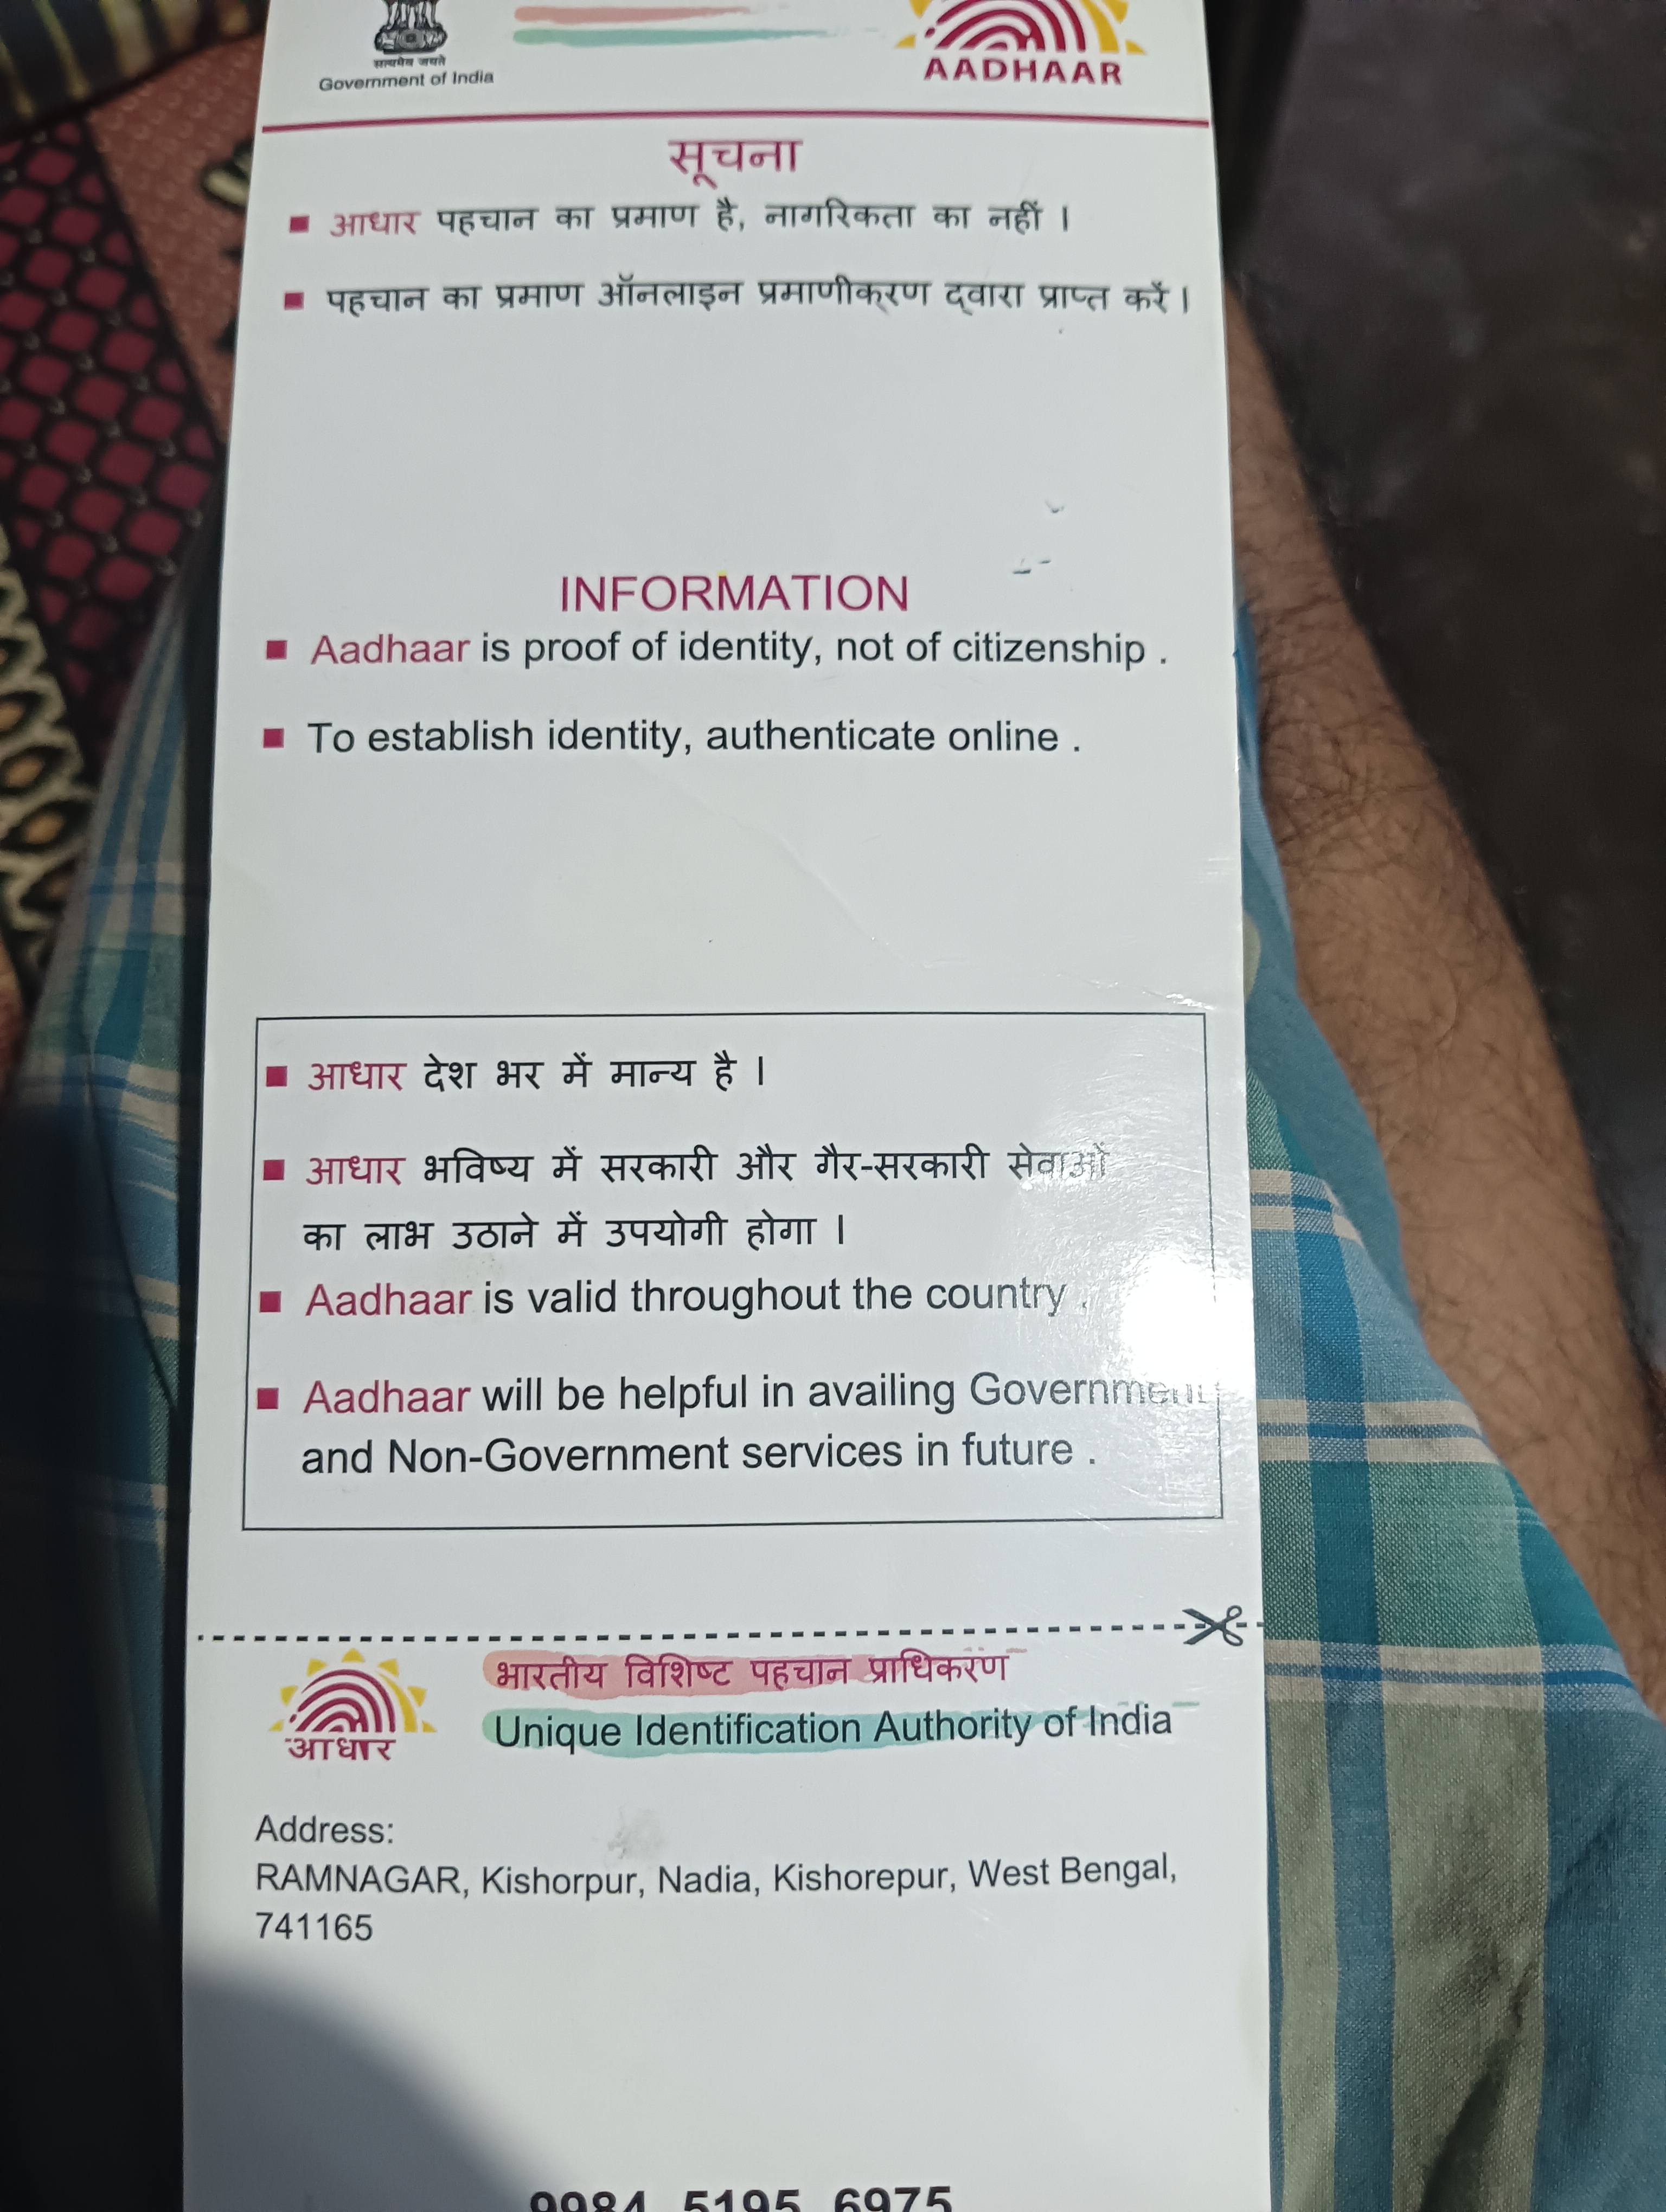 सत्यमेव जयते
Government of India
AADHAAR
सूचना
■ आधार पहचान का प्रमाण है, नागरिकता का नहीं ।
■ पहचान का प्रमाण ऑनलाइन प्रमाणीकरण द्वारा प्राप्त करें ।
INFORMATION
■ Aadhaar is proof of identity, not of citizenship .
■ To establish identity, authenticate online .
■ आधार देश भर में मान्य है ।
■ आधार भविष्य में सरकारी और गैर-सरकारी सेवाओं
का लाभ उठाने में उपयोगी होगा ।
■ Aadhaar is valid throughout the country .
■ Aadhaar will be helpful in availing Government
and Non-Government services in future .
भारतीय विशिष्ट पहचान प्राधिकरण
Unique Identification Authority of India
आधार
Address:
RAMNAGAR, Kishorpur, Nadia, Kishorepur, West Bengal,
741165
9984 5195 6975